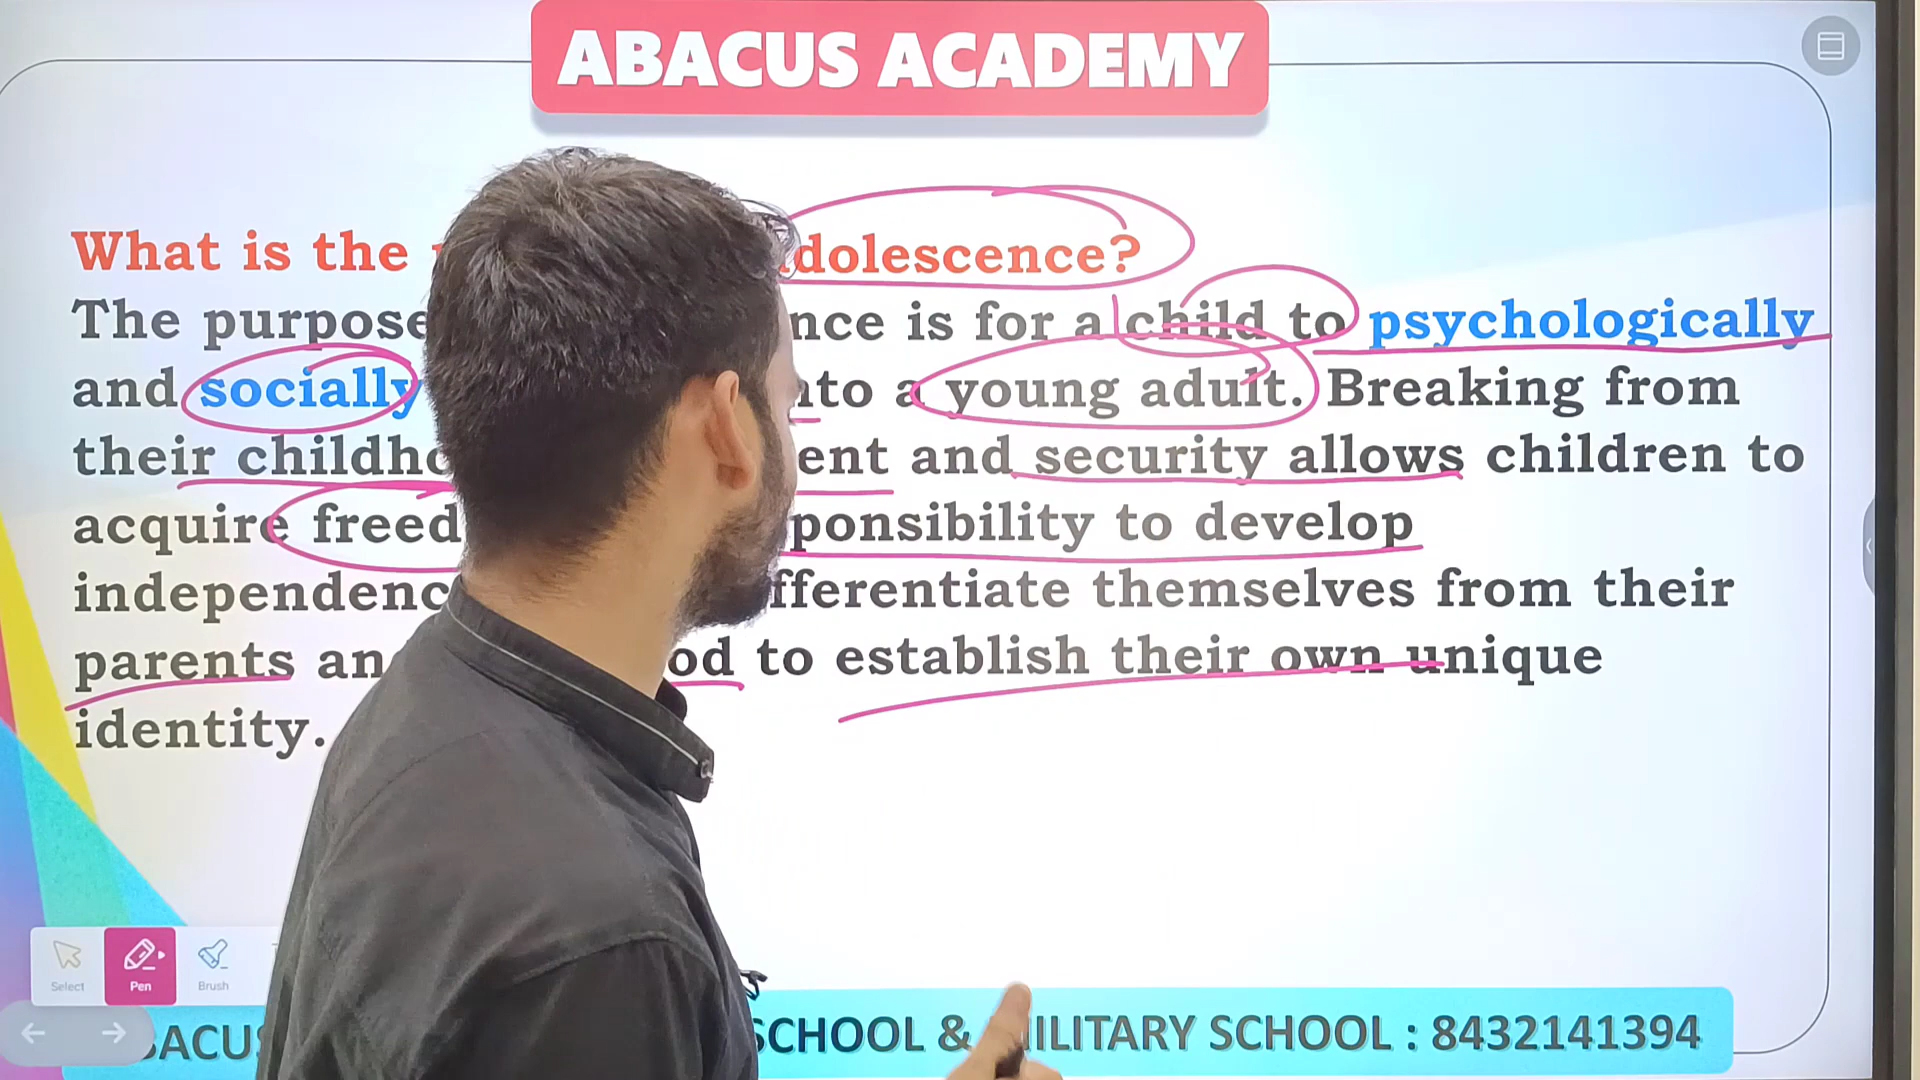 ABACUS ACADEMY
What is the dolescence?
The purpose nce is for a child to psychologically
and socially to a young adult. Breaking from
their childho ent and security allows children to
acquire freed ponsibility to develop
independenc fferentiate themselves from their
parents an od to establish their own unique
identity.
Select Pen Brush
ACUS SCHOOL & ILITARY SCHOOL : 8432141394